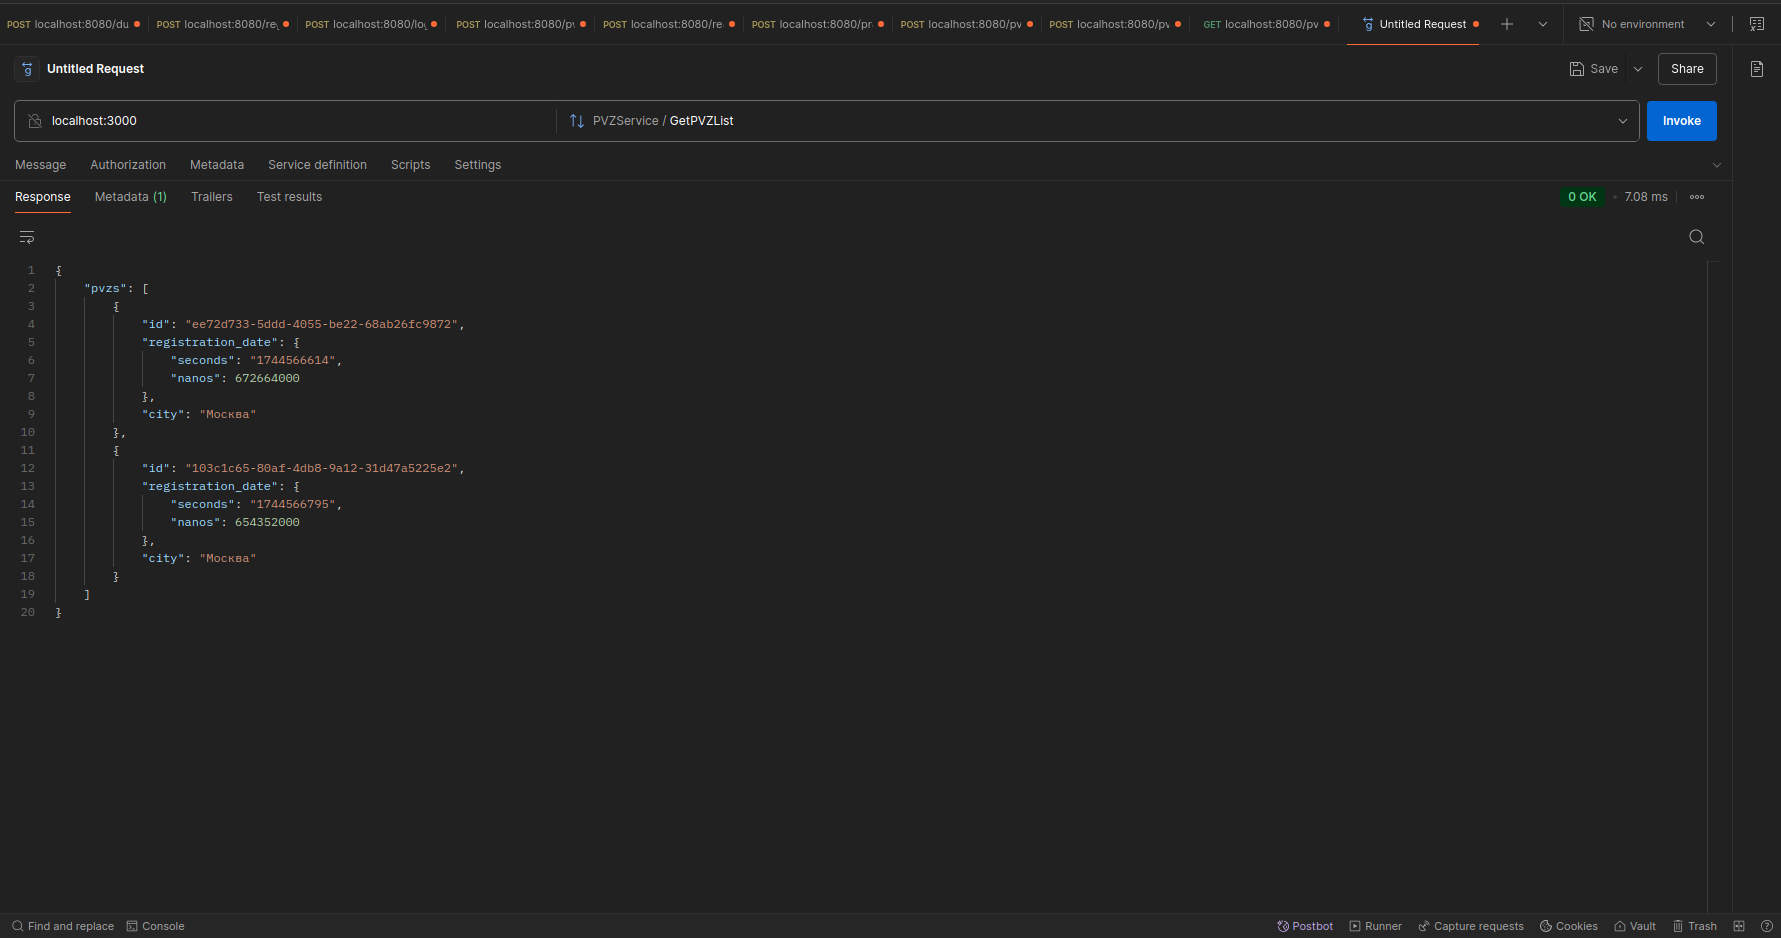 POST localhost:8080/du POST localhost:8080/re POST localhost:8080/lo POST localhost:8080/pv POST localhost:8080/re POST localhost:8080/pr POST localhost:8080/pv POST localhost:8080/pv GET localhost:8080/pv Untitled Request No environment
Untitled Request Save Share
localhost:3000 PVZService / GetPVZList Invoke
Message Authorization Metadata Service definition Scripts Settings
Response Metadata (1) Trailers Test results 0 OK 7.08 ms
1 {
2 "pvzs": [
3 {
4 "id": "ee72d733-5ddd-4055-be22-68ab26fc9872",
5 "registration_date": {
6 "seconds": "1744566614",
7 "nanos": 672664000
8 },
9 "city": "Москва"
10 },
11 {
12 "id": "103c1c65-80af-4db8-9a12-31d47a5225e2",
13 "registration_date": {
14 "seconds": "1744566795",
15 "nanos": 654352000
16 },
17 "city": "Москва"
18 }
19 ]
20 }
Find and replace Console Postbot Runner Capture requests Cookies Vault Trash